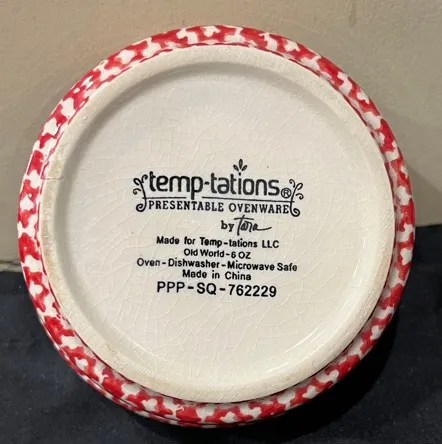 temp-tations®
PRESENTABLE OVENWARE
by Tara
Made for Temp-tations LLC
Old World-6 OZ
Oven-Dishwasher-Microwave Safe
Made in China
PPP-SQ-762229